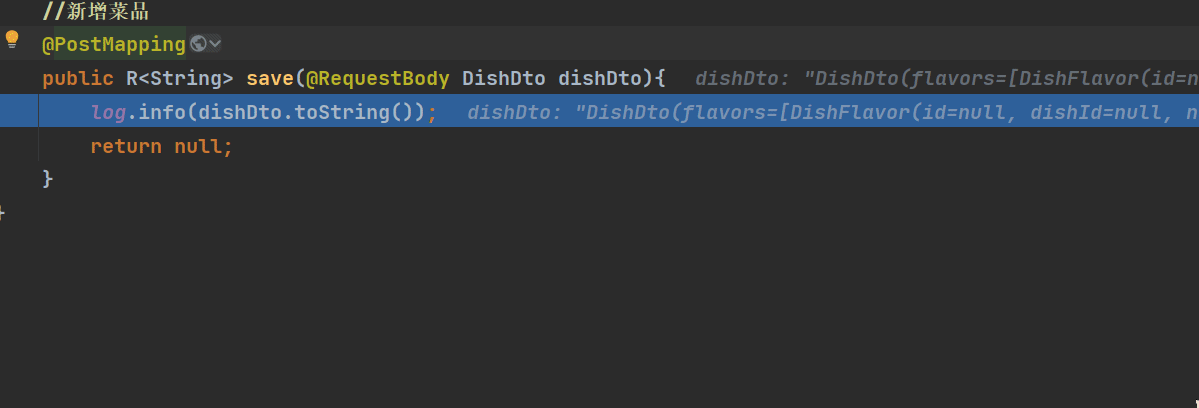 //新增菜品
@PostMapping
public R<String> save(@RequestBody DishDto dishDto){ dishDto: "DishDto(flavors=[DishFlavor(id=n
log.info(dishDto.toString()); dishDto: "DishDto(flavors=[DishFlavor(id=null, dishId=null, n
return null;
}
}